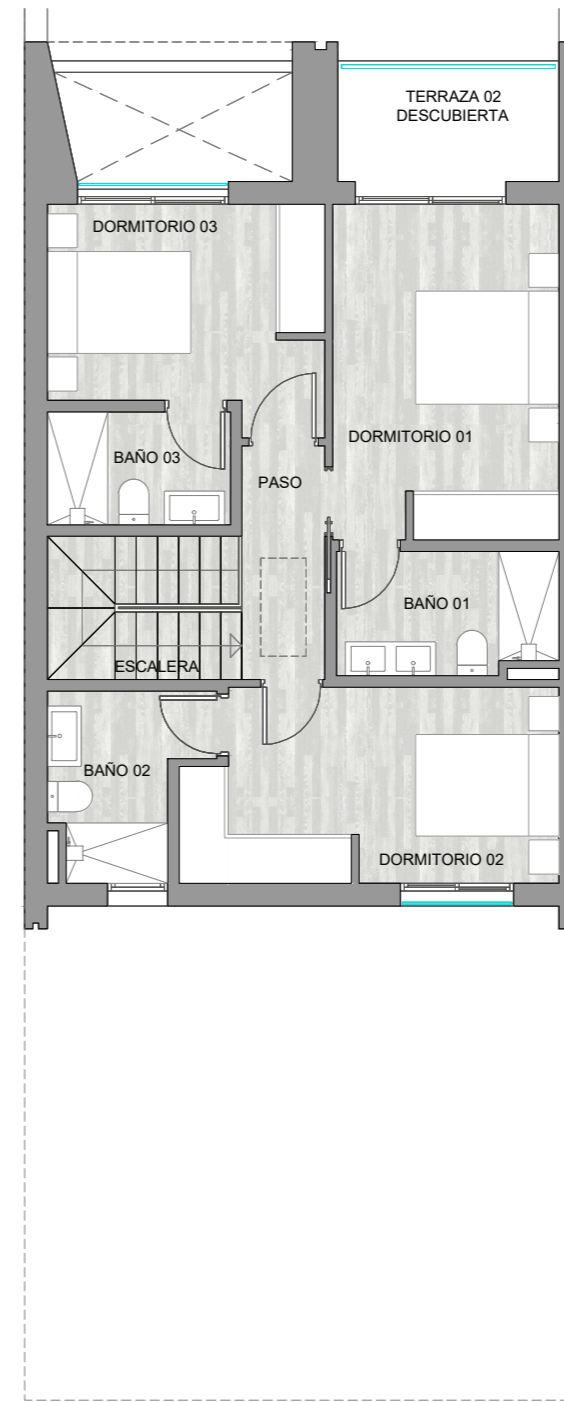 TERRAZA 02
DESCUBIERTA
DORMITORIO 03
DORMITORIO 01
BAÑO 03
PASO
BAÑO 01
ESCALERA
BAÑO 02
DORMITORIO 02